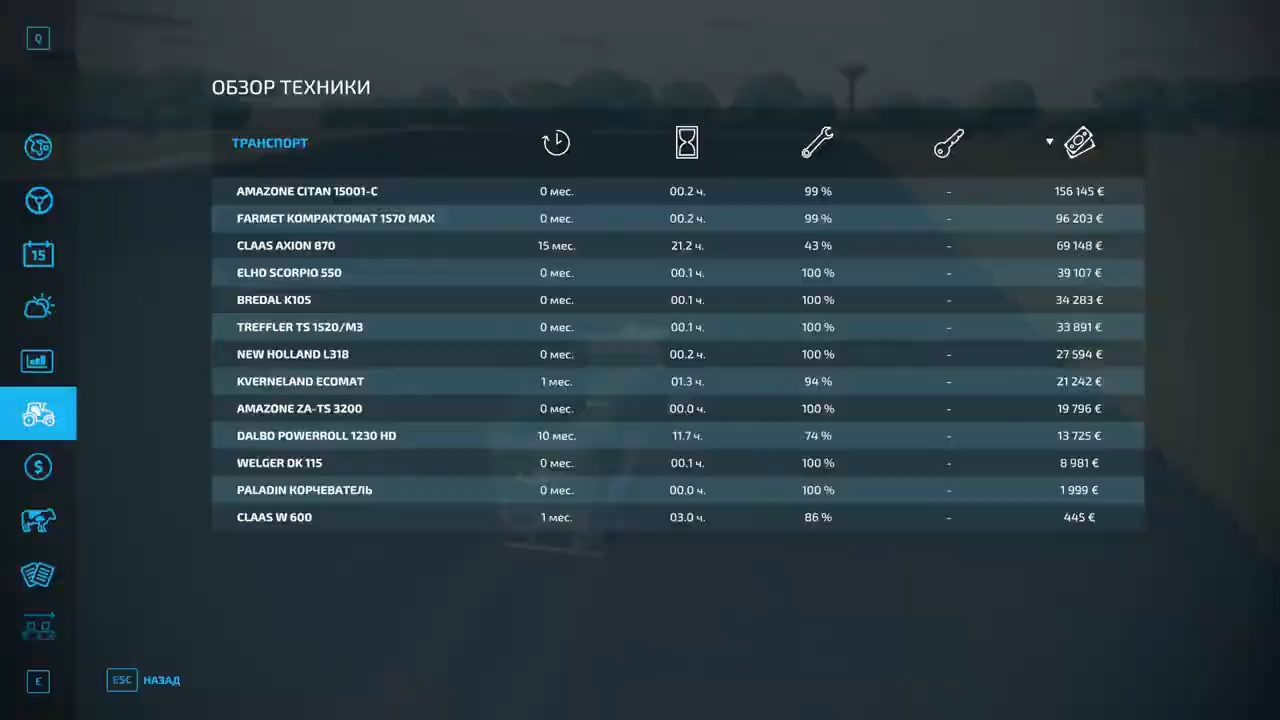 Q
ОБЗОР ТЕХНИКИ
ТРАНСПОРТ
AMAZONE CITAN 15001-C 0 мес. 00.2 ч. 99 % - 156 145 €
FARMET КОМРАКТОМАТ 1570 MAX 0 мес. 00.2 ч. 99 % - 96 203 €
CLAAS AXION 870 15 мес. 21.2 ч. 43 % - 69 148 €
ELHO SCORPIO 550 0 мес. 00.1 ч. 100 % - 39 107 €
BREDAL K105 0 мес. 00.1 ч. 100 % - 34 283 €
TREFFLER TS 1520/M3 0 мес. 00.1 ч. 100 % - 33 891 €
NEW HOLLAND L318 0 мес. 00.2 ч. 100 % - 27 594 €
KVERNELAND ECOMAT 1 мес. 01.3 ч. 94 % - 21 242 €
AMAZONE ZA-TS 3200 0 мес. 00.0 ч. 100 % - 19 796 €
DALBO POWERROLL 1230 HD 10 мес. 11.7 ч. 74 % - 13 725 €
WELGER DK 115 0 мес. 00.1 ч. 100 % - 8 981 €
PALADIN КОРЧЕВАТЕЛЬ 0 мес. 00.0 ч. 100 % - 1 999 €
CLAAS W 600 1 мес. 03.0 ч. 86 % - 445 €
15
$
E
ESC НАЗАД